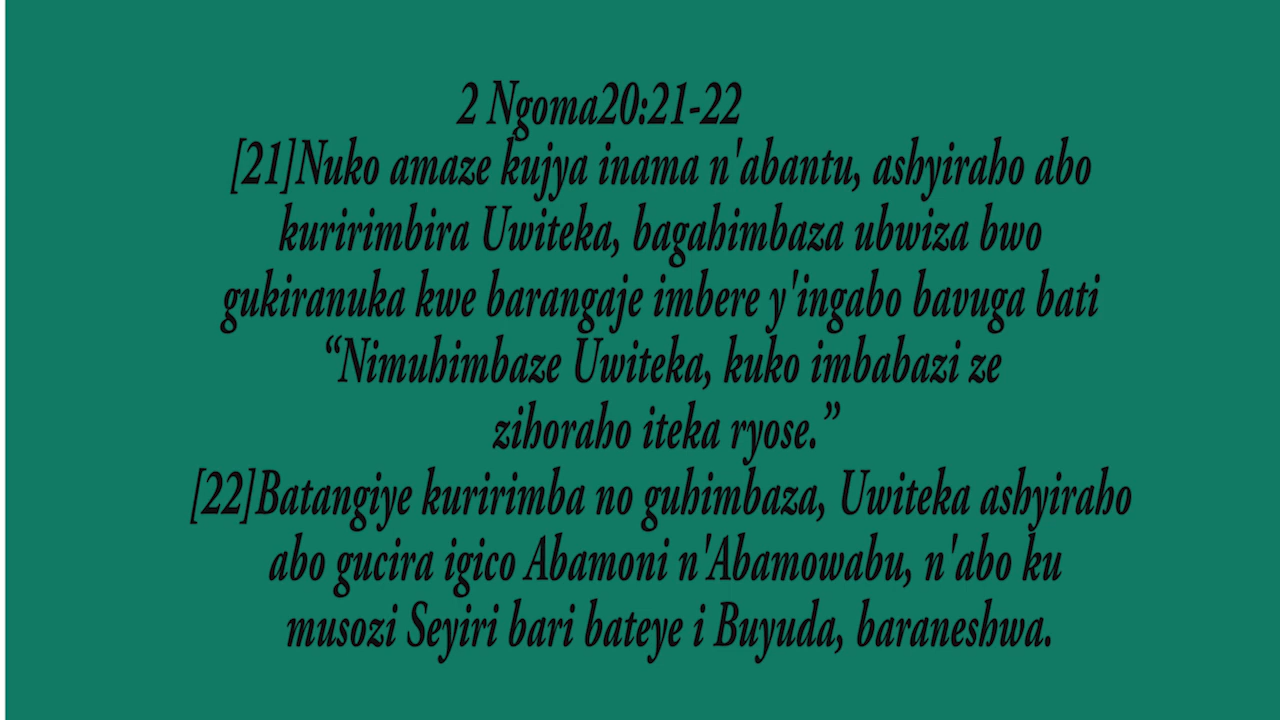 2 Ngoma20:21-22
[21]Nuko amaze kujya inama n'abantu, ashyiraho abo
kuririmbira Uwiteka, bagahimbaza ubwiza bwo
gukiranuka kwe barangaje imbere y'ingabo bavuga bati
“Nimuhimbaze Uwiteka, kuko imbabazi ze
zihoraho iteka ryose.”
[22]Batangiye kuririmba no guhimbaza, Uwiteka ashyiraho
abo gucira igico Abamoni n'Abamowabu, n'abo ku
musozi Seyiri bari bateye i Buyuda, baraneshwa.